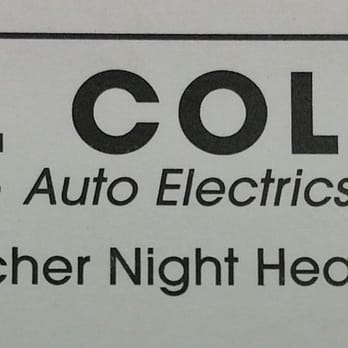 . COL
Auto Electrics
cher Night Hea